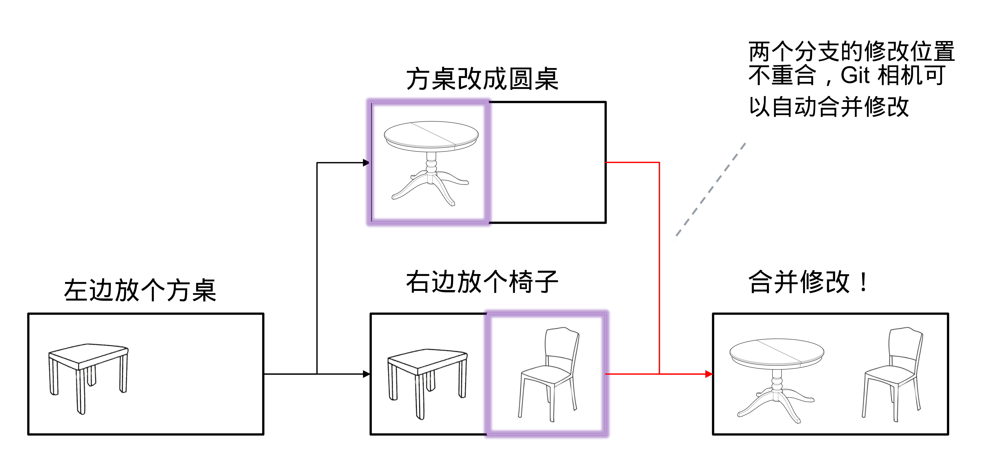 两个分支的修改位置
不重合，Git 相机可
以自动合并修改
方桌改成圆桌
左边放个方桌
右边放个椅子
合并修改！